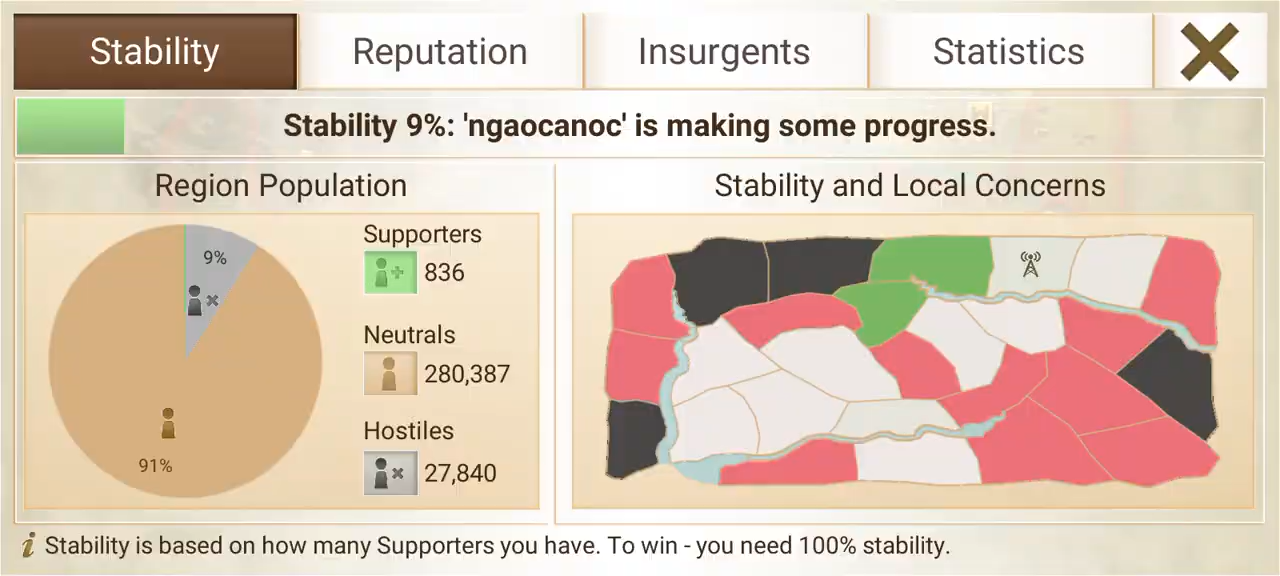 Stability
Reputation
Insurgents
Statistics
Stability 9%: 'ngaocanoc' is making some progress.
Region Population
Stability and Local Concerns
9%
91%
Supporters
836
Neutrals
280,387
Hostiles
27,840
i Stability is based on how many Supporters you have. To win - you need 100% stability.